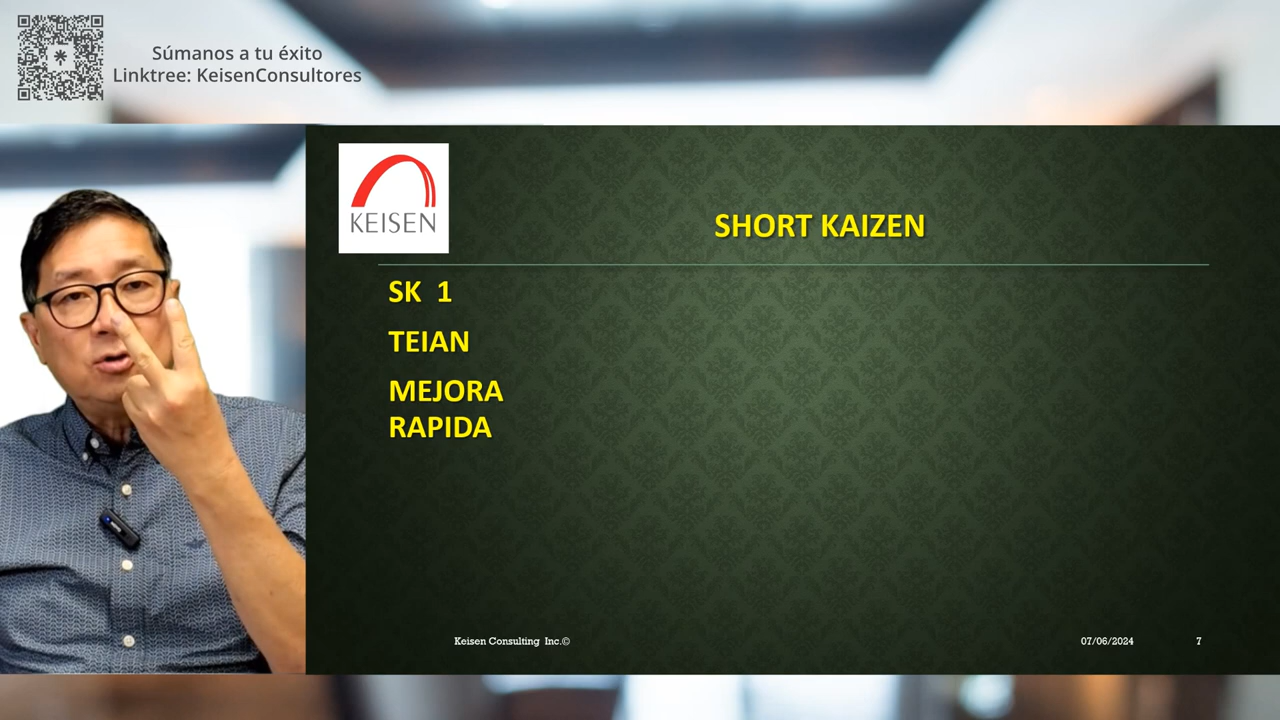 Súmanos a tu éxito
Linktree: KeisenConsultores
KEISEN
SHORT KAIZEN
SK 1
TEIAN
MEJORA
RAPIDA
Keisen Consulting Inc.©
07/06/2024
7